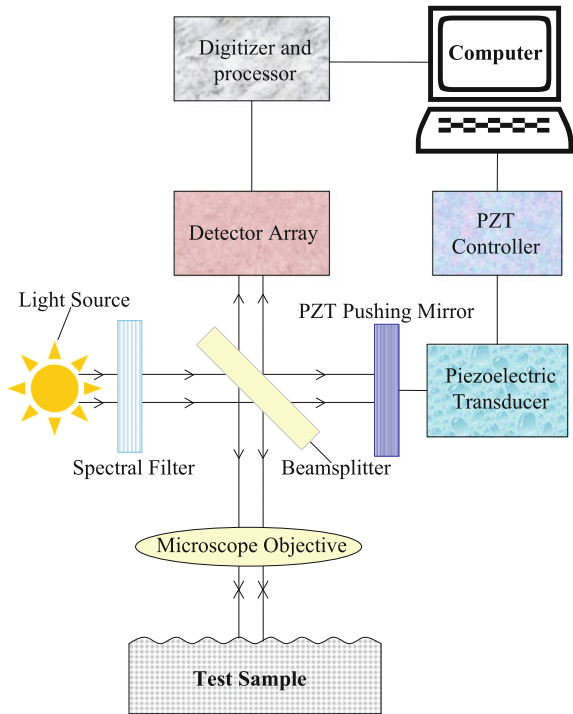 Digitizer and
processor
Computer
Detector Array
PZT
Controller
Light Source
PZT Pushing Mirror
Piezoelectric
Transducer
Spectral Filter
Beamsplitter
Microscope Objective
Test Sample